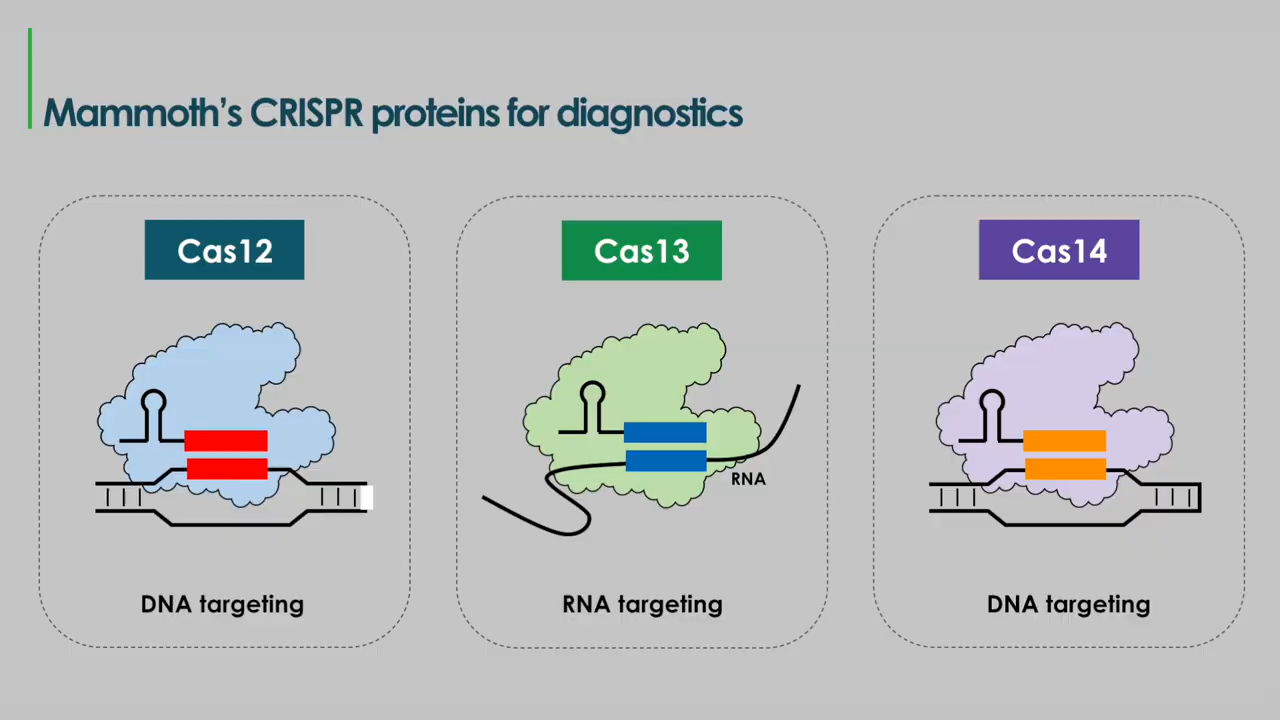 Mammoth's CRISPR proteins for diagnostics
Cas12
Cas13
Cas14
RNA
DNA targeting
RNA targeting
DNA targeting